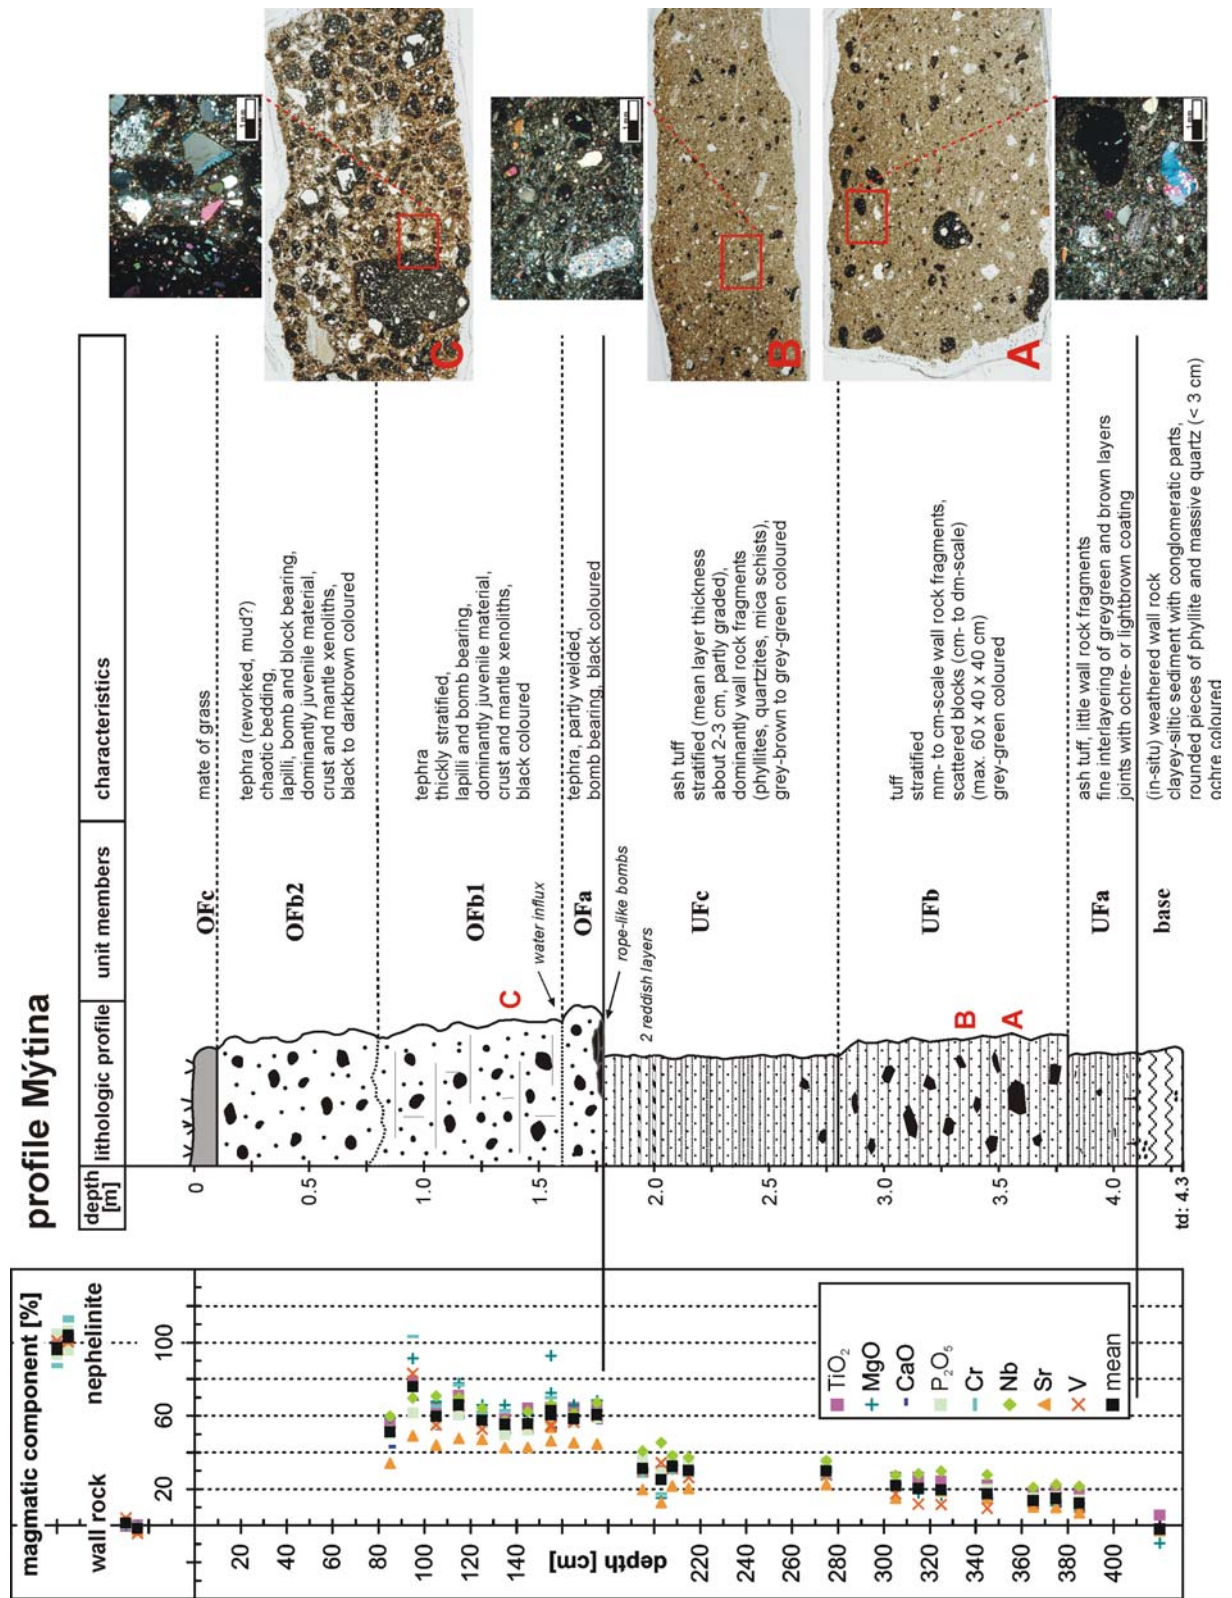 profile Mýtina
depth [m]
lithologic profile
unit members
characteristics
0
0.5
1.0
1.5
2.0
2.5
3.0
3.5
4.0
td: 4.3
OFc
mate of grass
OFb2
tephra (reworked, mud?)
chaotic bedding,
lapilli, bomb and block bearing,
dominantly juvenile material,
crust and mantle xenoliths,
black to darkbrown coloured
OFb1
tephra
thickly stratified,
lapilli and bomb bearing,
dominantly juvenile material,
crust and mantle xenoliths,
black coloured
C
water influx
OFa
tephra, partly welded,
bomb bearing, black coloured
rope-like bombs
2 reddish layers
UFc
ash tuff
stratified (mean layer thickness
about 2-3 cm, partly graded),
dominantly wall rock fragments
(phyllites, quartzites, mica schists),
grey-brown to grey-green coloured
UFb
tuff
stratified
mm- to cm-scale wall rock fragments,
scattered blocks (cm- to dm-scale)
(max. 60 x 40 x 40 cm)
grey-green coloured
B
A
UFa
ash tuff, little wall rock fragments
fine interlayering of greygreen and brown layers
joints with ochre- or lightbrown coating
base
(in-situ) weathered wall rock
clayey-siltic sediment with conglomeratic parts,
rounded pieces of phyllite and massive quartz (< 3 cm)
ochre coloured
C
B
A
1 mm
1 mm
1 mm
magmatic component [%]
wall rock
nephelinite
20
60
100
20
40
60
80
100
120
140
depth [cm]
220
240
260
280
300
320
340
360
380
400
TiO2
MgO
CaO
P2O5
Cr
Nb
Sr
V
mean